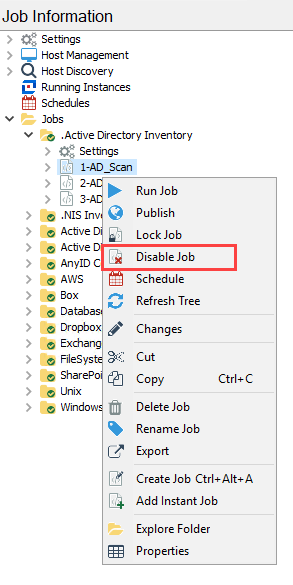 Job Information
Settings
Host Management
Host Discovery
Running Instances
Schedules
Jobs
.Active Directory Inventory
Settings
1-AD_Scan
2-AD
3-AD
.NIS Inve
Active Di
Active Di
AnyID C
AWS
Box
Database
Dropbox
Exchang
FileSystem
SharePoi
Unix
Windows
Run Job
Publish
Lock Job
Disable Job
Schedule
Refresh Tree
Changes
Cut
Copy Ctrl+C
Delete Job
Rename Job
Export
Create Job Ctrl+Alt+A
Add Instant Job
Explore Folder
Properties